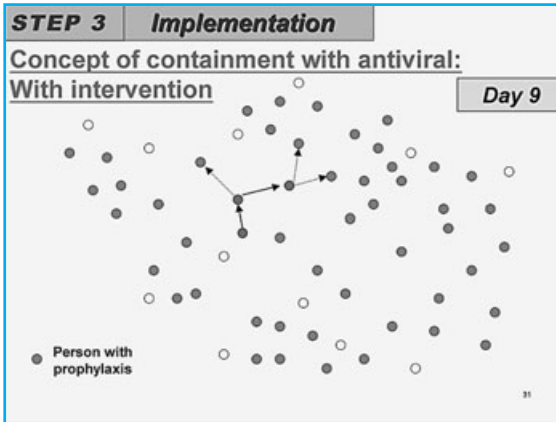 STEP 3 Implementation
Concept of containment with antiviral:
With intervention
Day 9
Person with
prophylaxis
31